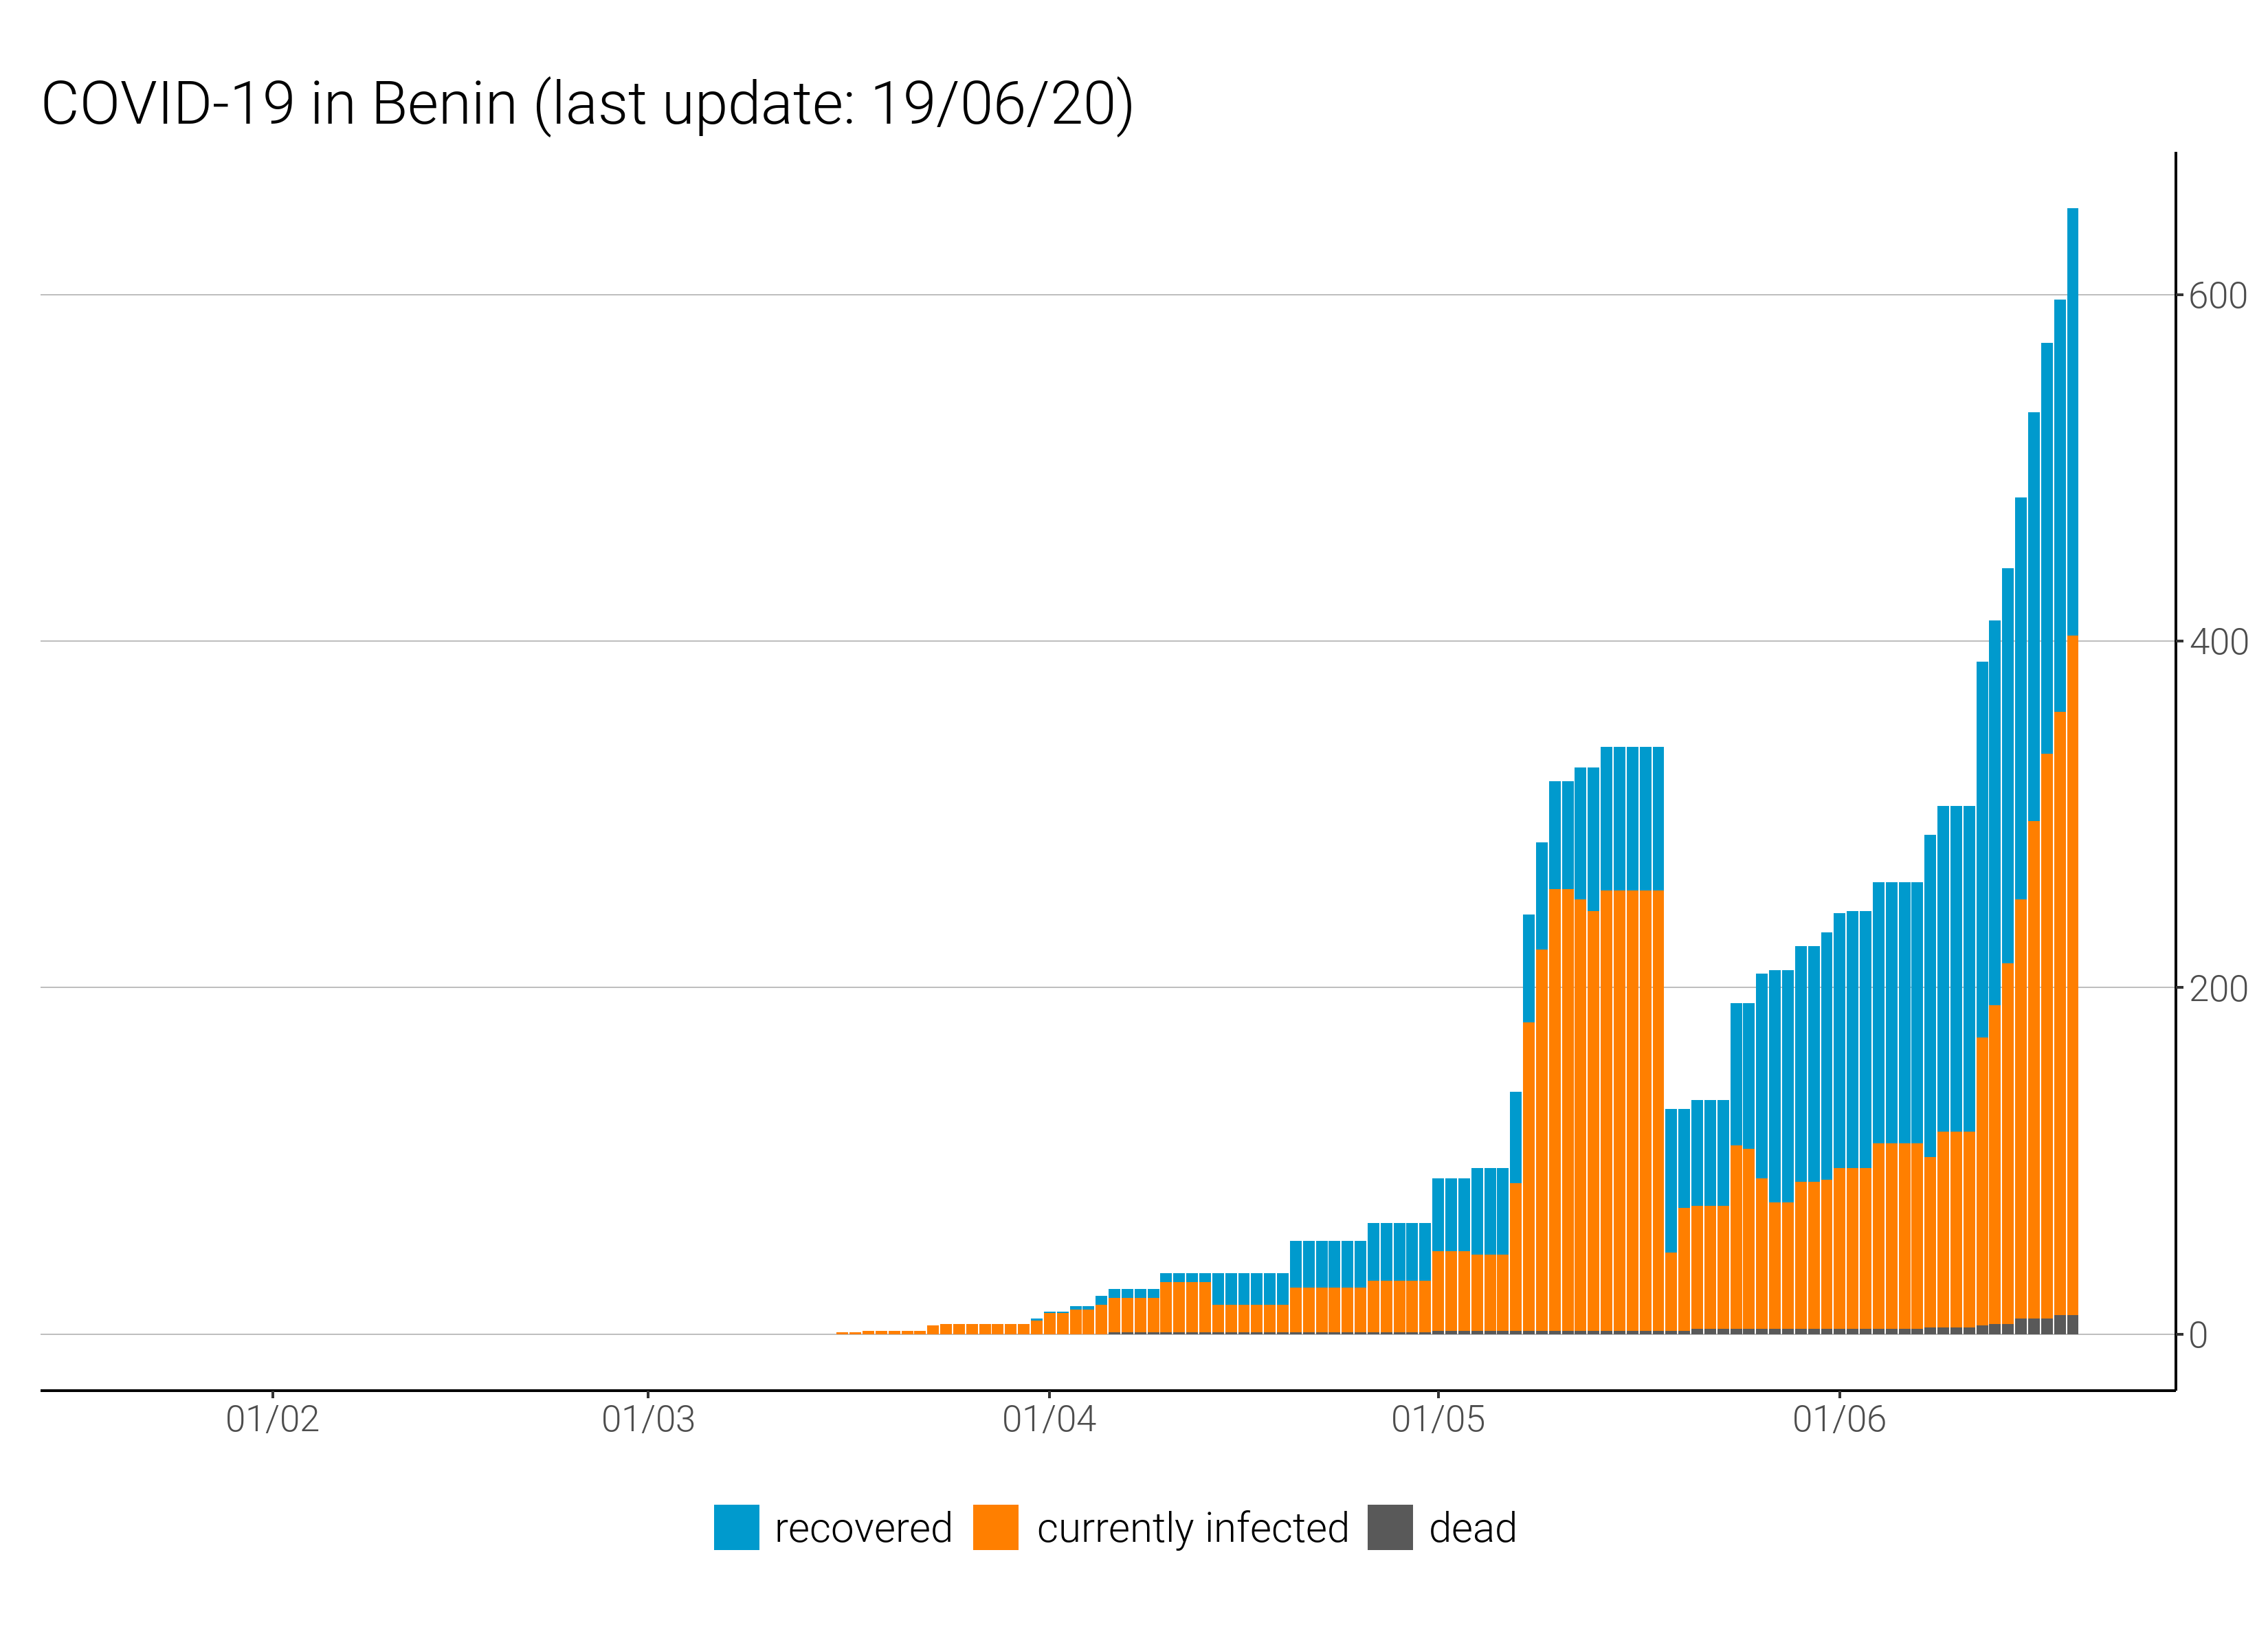 COVID-19 in Benin (last update: 19/06/20)
600
400
200
0
01/02 01/03 01/04 01/05 01/06
recovered currently infected dead